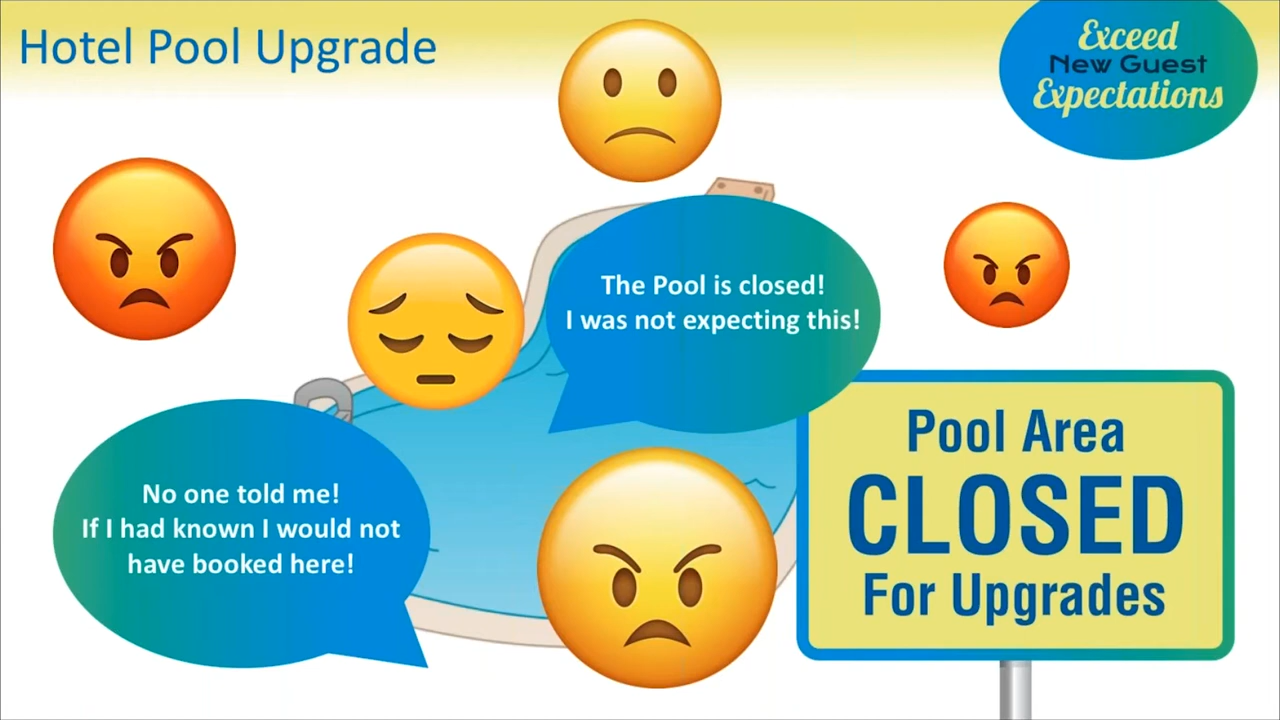 Hotel Pool Upgrade
Exceed
New Guest
Expectations
The Pool is closed!
I was not expecting this!
No one told me!
If I had known I would not
have booked here!
Pool Area
CLOSED
For Upgrades